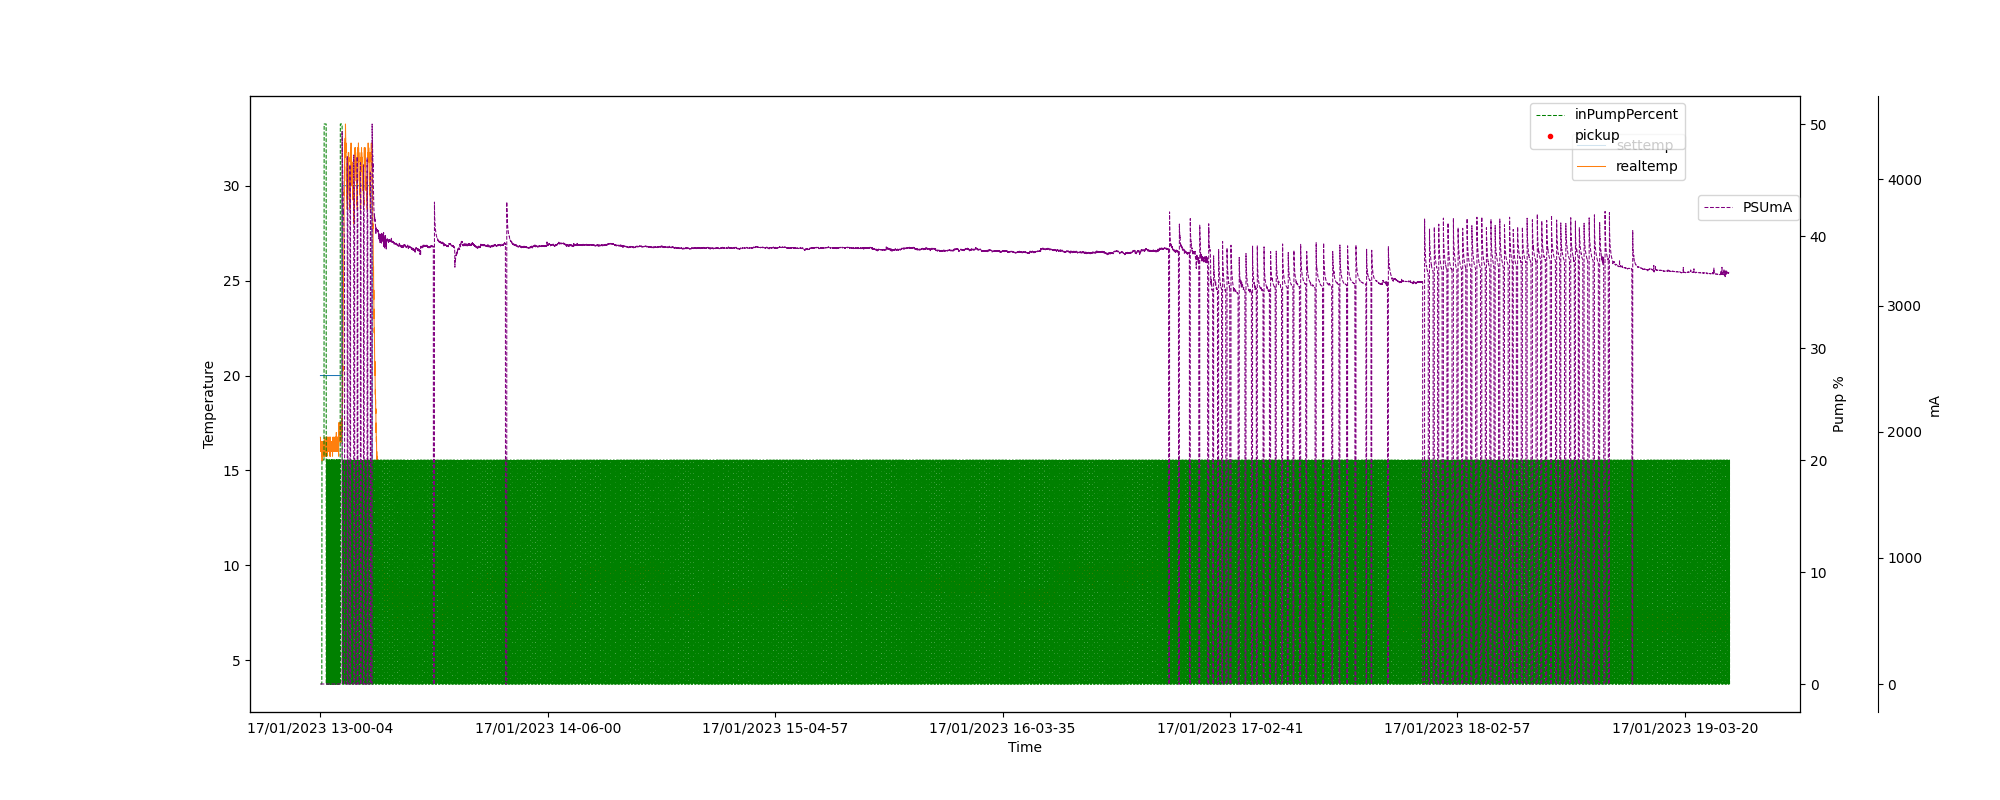 inPumpPercent
pickup
settemp
realtemp
PSUmA
30
25
20
15
10
5
Temperature
50
40
30
20
10
0
Pump %
4000
3000
2000
1000
0
mA
17/01/2023 13-00-04
17/01/2023 14-06-00
17/01/2023 15-04-57
17/01/2023 16-03-35
17/01/2023 17-02-41
17/01/2023 18-02-57
17/01/2023 19-03-20
Time